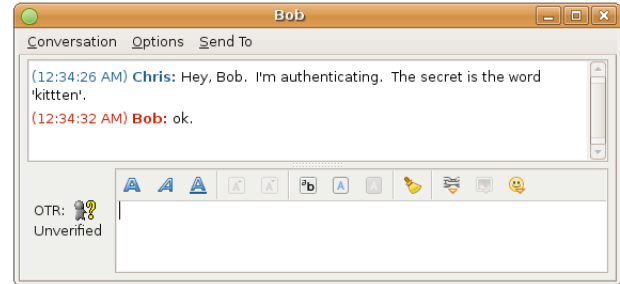 Bob
Conversation Options Send To
(12:34:26 AM) Chris: Hey, Bob. I'm authenticating. The secret is the word
'kittten'.
(12:34:32 AM) Bob: ok.
OTR:
Unverified